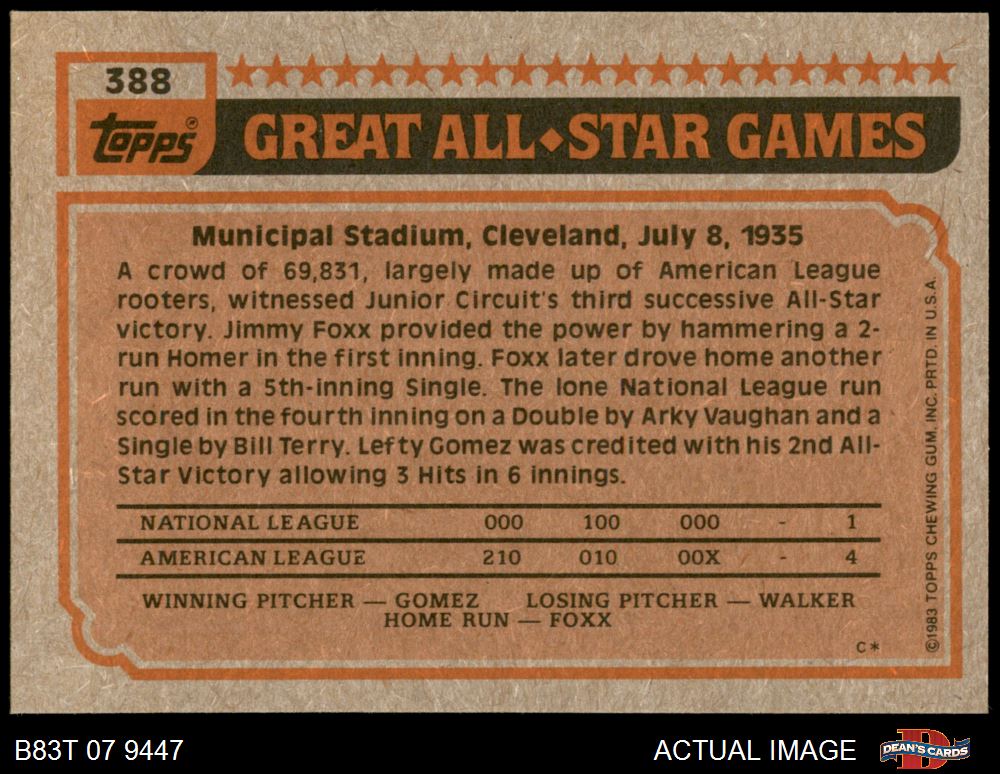 388
topps
GREAT ALL◆STAR GAMES
Municipal Stadium, Cleveland, July 8, 1935
A crowd of 69,831, largely made up of American League
rooters, witnessed Junior Circuit's third successive All-Star
victory. Jimmy Foxx provided the power by hammering a 2-
run Homer in the first inning. Foxx later drove home another
run with a 5th-inning Single. The lone National League run
scored in the fourth inning on a Double by Arky Vaughan and a
Single by Bill Terry. Lefty Gomez was credited with his 2nd All-
Star Victory allowing 3 Hits in 6 innings.
NATIONAL LEAGUE 000 100 000 - 1
AMERICAN LEAGUE 210 010 00X - 4
WINNING PITCHER — GOMEZ LOSING PITCHER — WALKER
HOME RUN — FOXX
C*
©1983 TOPPS CHEWING GUM, INC. PRTD. IN U.S.A.
B83T 07 9447
ACTUAL IMAGE
D
DEAN'S CARDS